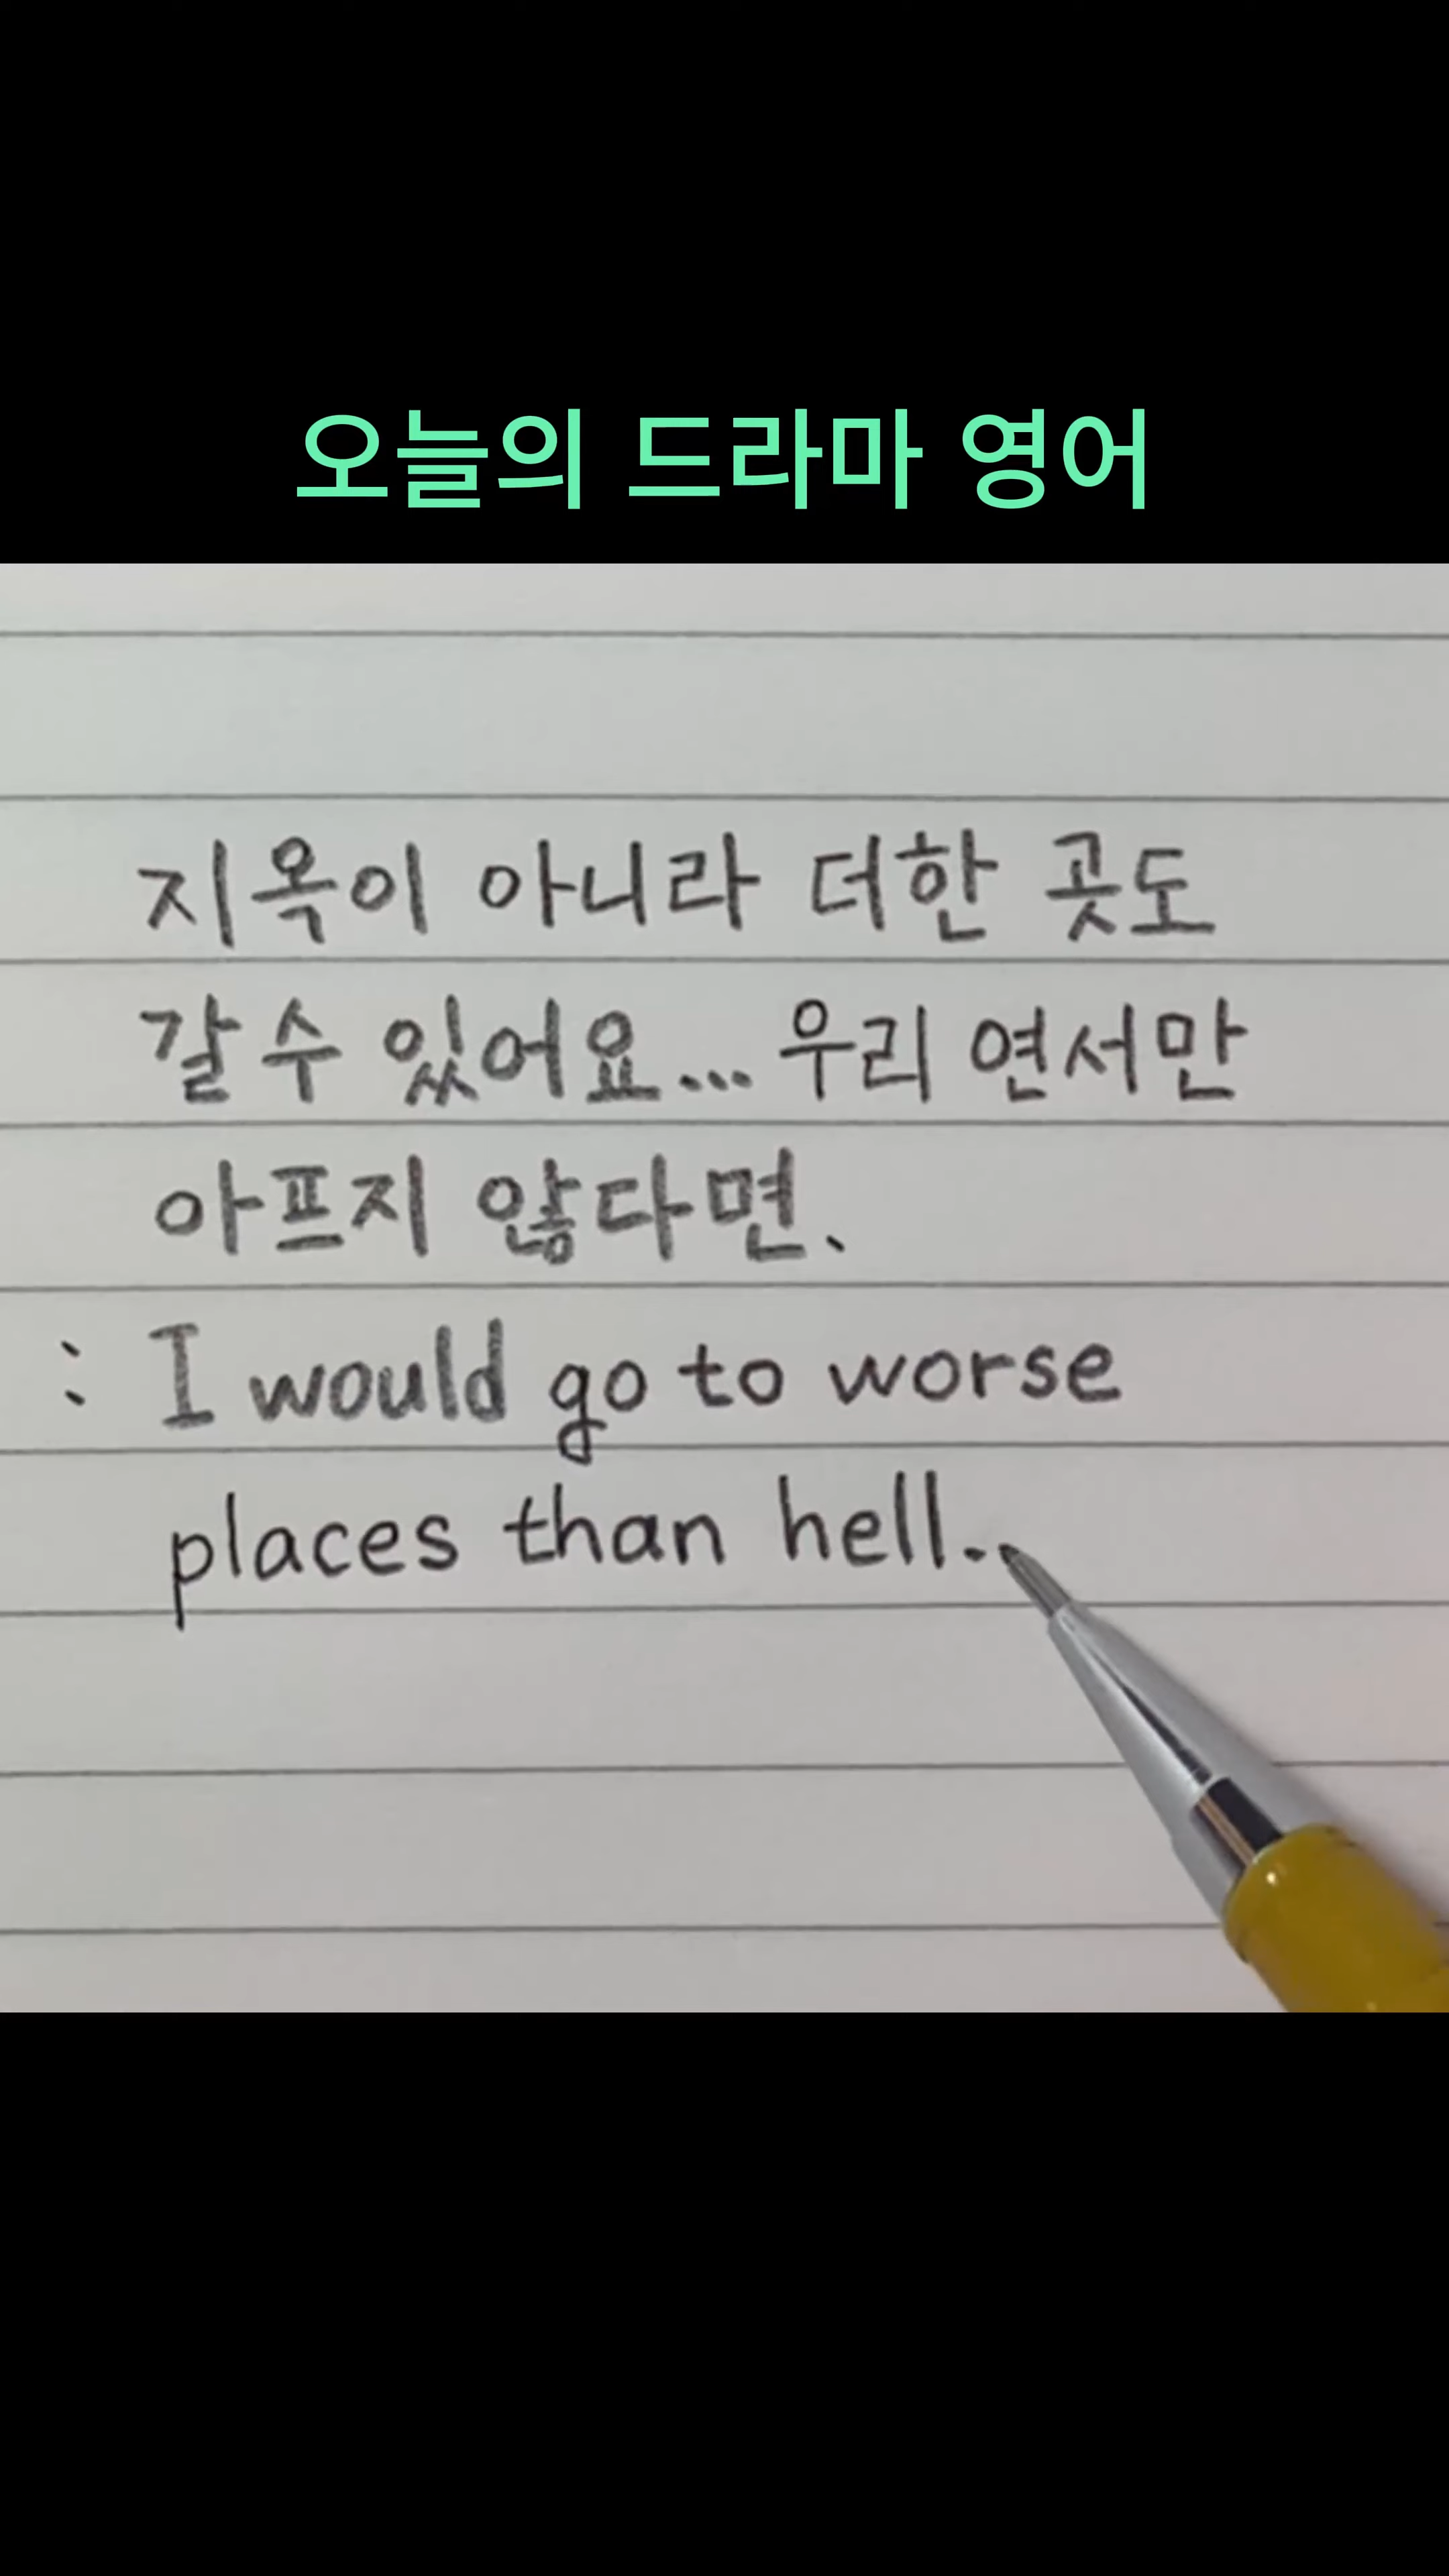 오늘의 드라마 영어
지옥이 아니라 더한 곳도
갈 수 있어요... 우리 연서만
아프지 않다면.
: I would go to worse
places than hell..